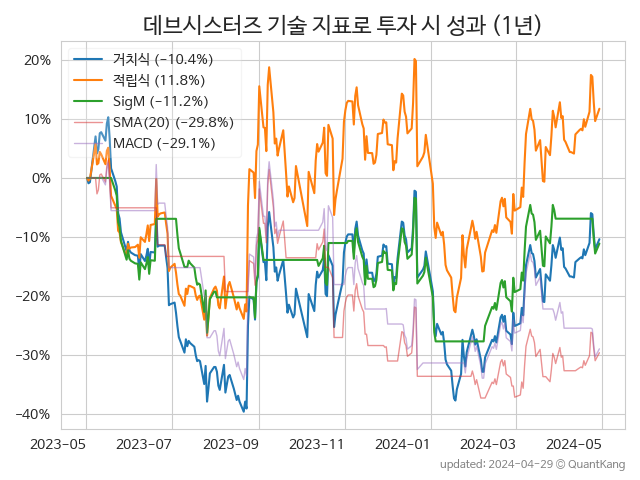 데브시스터즈 기술 지표로 투자 시 성과 (1년)
거치식 (−10.4%)
적립식 (11.8%)
SigM (−11.2%)
SMA(20) (−29.8%)
MACD (−29.1%)
20%
10%
0%
−10%
−20%
−30%
−40%
2023-05 2023-07 2023-09 2023-11 2024-01 2024-03 2024-05
updated: 2024-04-29 © QuantKang